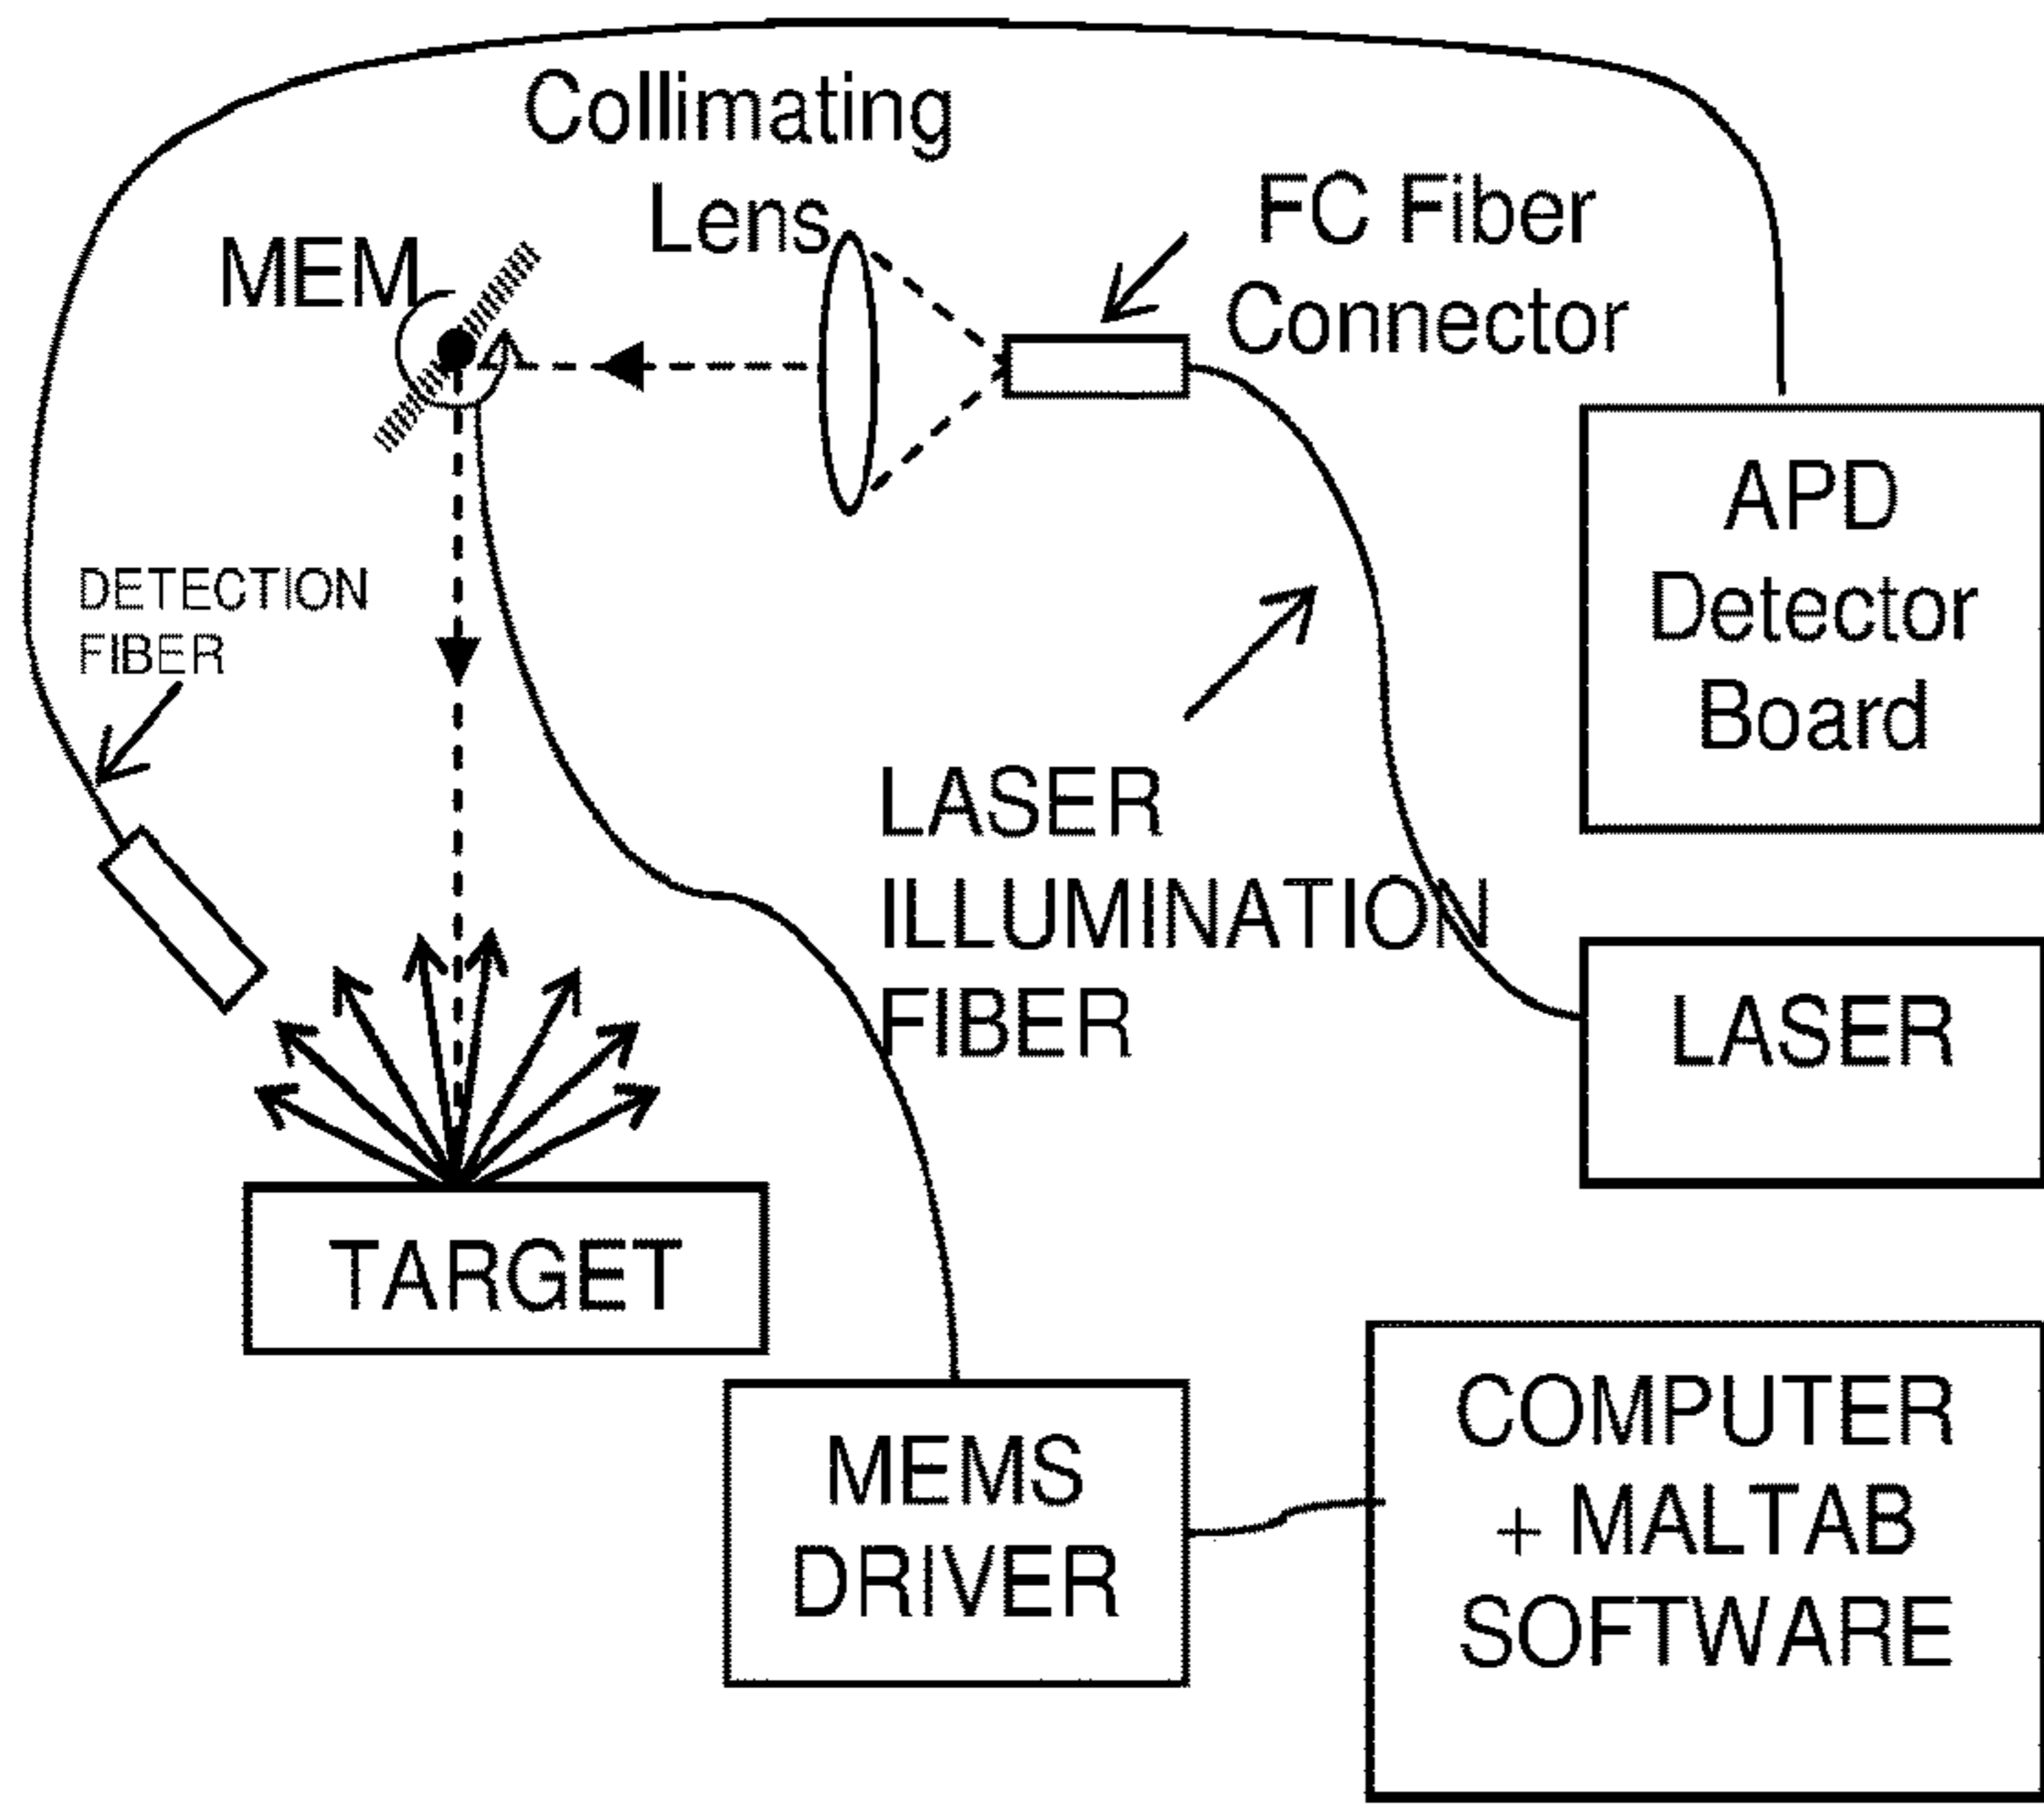 Collimating
Lens
FC Fiber
Connector
MEM
APD
Detector
Board
DETECTION
FIBER
LASER
ILLUMINATION
FIBER
LASER
TARGET
MEMS
DRIVER
COMPUTER
+ MALTAB
SOFTWARE